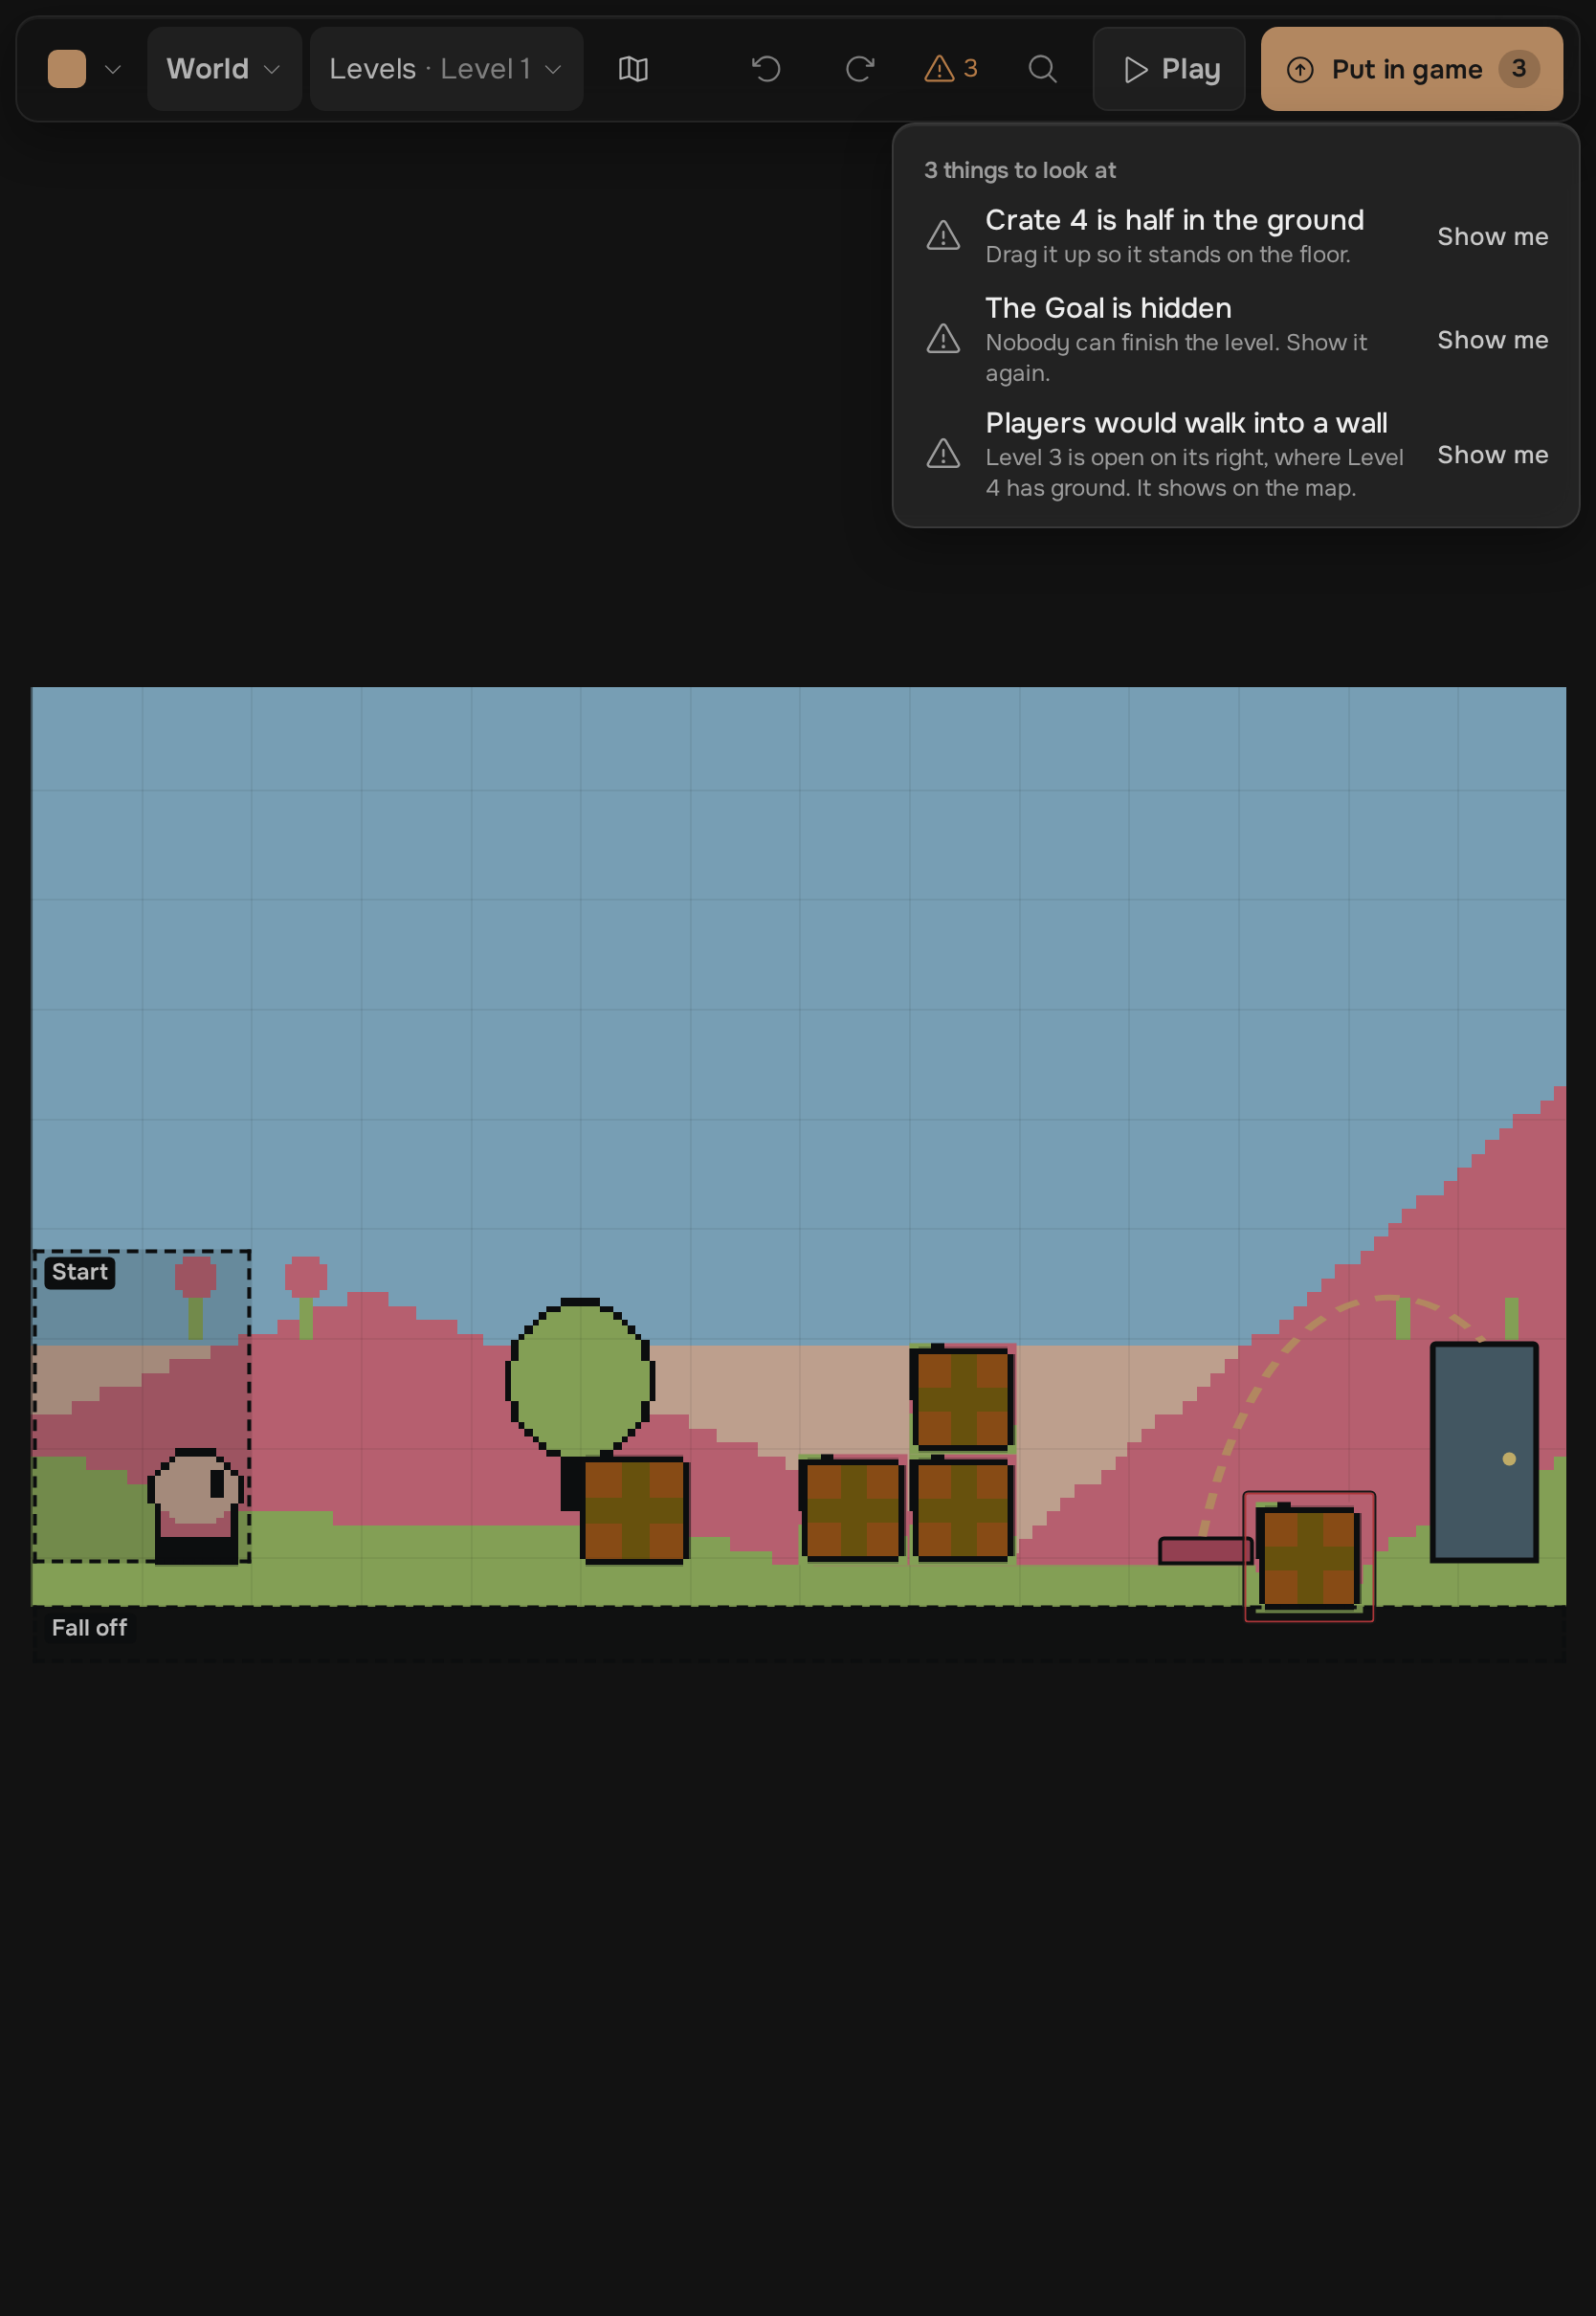 World
Levels · Level 1
3
Play
Put in game 3
3 things to look at
Crate 4 is half in the ground
Drag it up so it stands on the floor.
Show me
The Goal is hidden
Nobody can finish the level. Show it
again.
Show me
Players would walk into a wall
Level 3 is open on its right, where Level
4 has ground. It shows on the map.
Show me
Start
Fall off